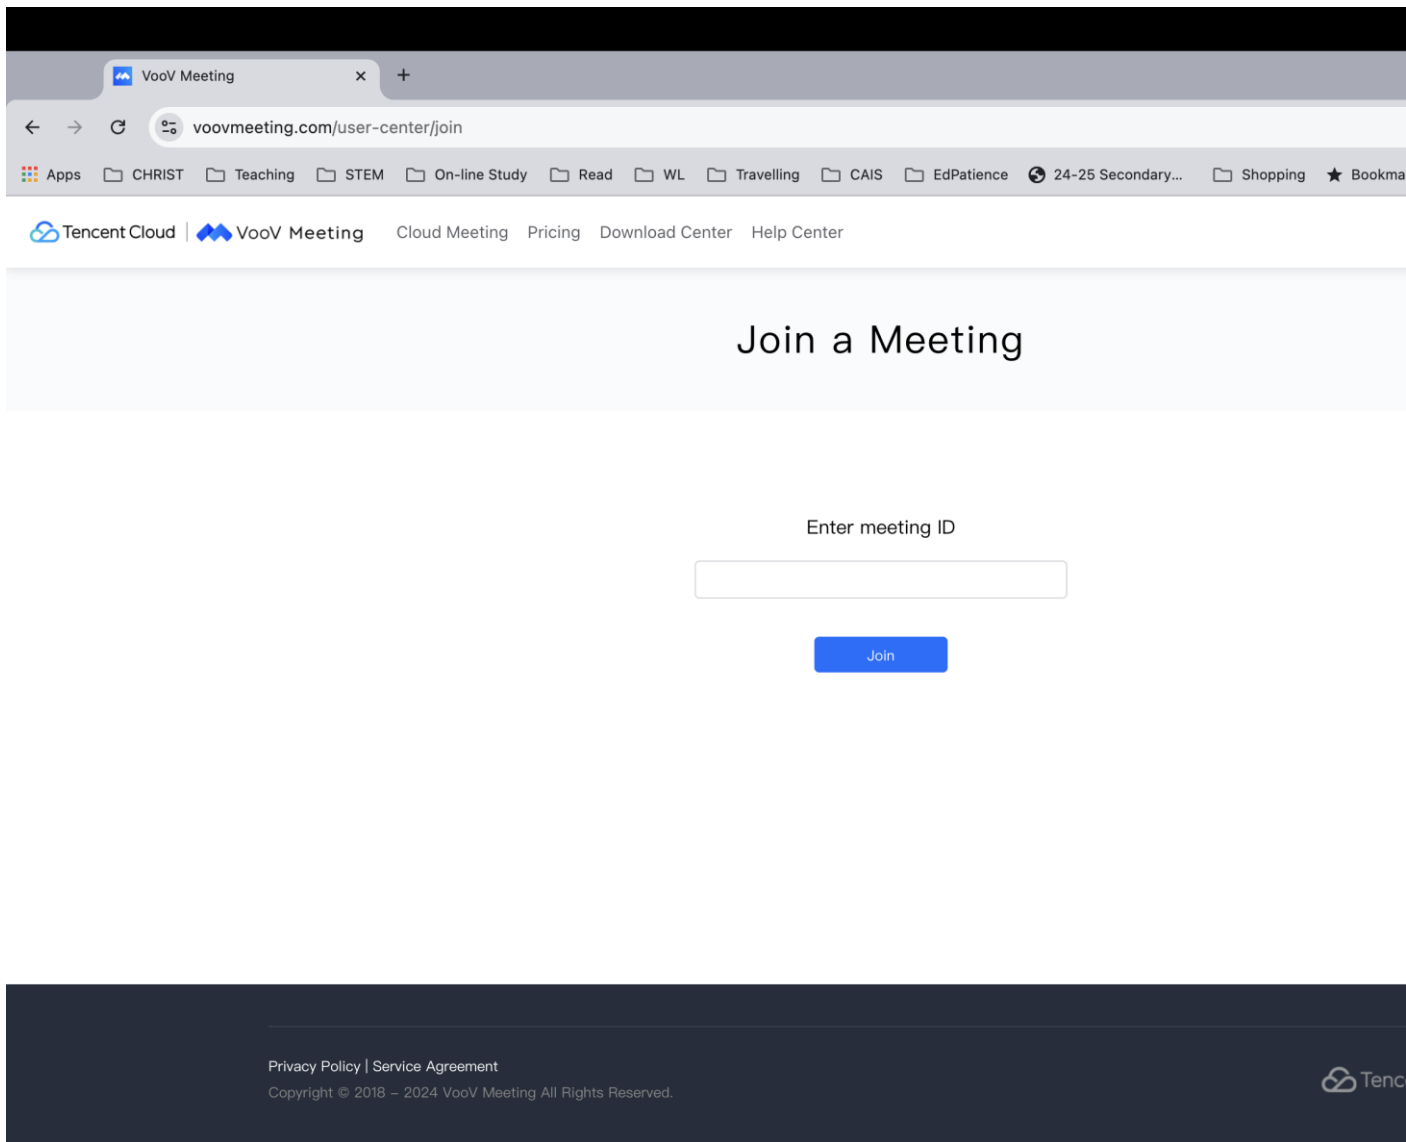 VooV Meeting
voovmeeting.com/user-center/join
Apps CHRIST Teaching STEM On-line Study Read WL Travelling CAIS EdPatience 24-25 Secondary... Shopping Bookma
Tencent Cloud | VooV Meeting Cloud Meeting Pricing Download Center Help Center
Join a Meeting
Enter meeting ID
Join
Privacy Policy | Service Agreement
Copyright © 2018 – 2024 VooV Meeting All Rights Reserved.
Tenc